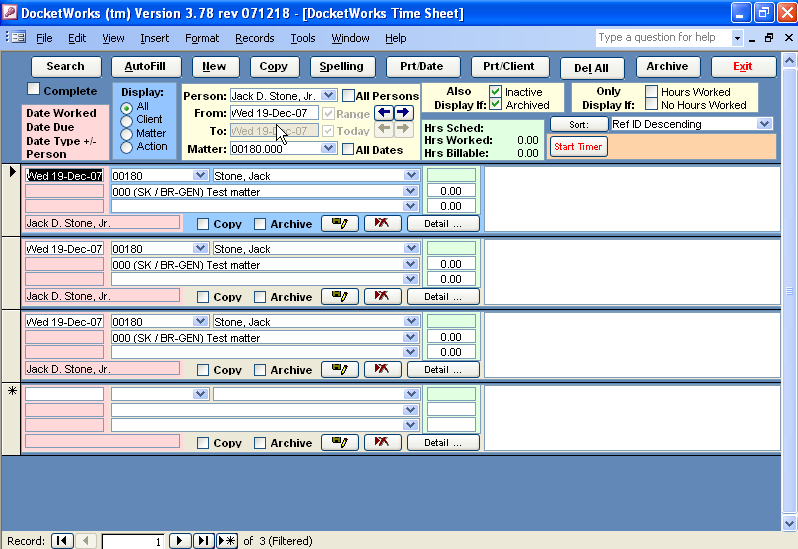 DocketWorks (tm) Version 3.78 rev 071218 - [DocketWorks Time Sheet]
File Edit View Insert Format Records Tools Window Help Type a question for help
Search AutoFill New Copy Spelling Prt/Date Prt/Client Del All Archive Exit
Complete
Date Worked
Date Due
Date Type +/-
Person
Display:
All
Client
Matter
Action
Person: Jack D. Stone, Jr. All Persons
From: Wed 19-Dec-07 Range
To: Wed 19-Dec-07 Today
Matter: 00180.000 All Dates
Also Display If: Inactive Archived
Only Display If: Hours Worked No Hours Worked
Hrs Sched:
Hrs Worked: 0.00
Hrs Billable: 0.00
Sort: Ref ID Descending
Start Timer
Wed 19-Dec-07 00180 Stone, Jack
000 (SK / BR-GEN) Test matter 0.00
0.00
Jack D. Stone, Jr. Copy Archive Detail ...
Wed 19-Dec-07 00180 Stone, Jack
000 (SK / BR-GEN) Test matter 0.00
0.00
Jack D. Stone, Jr. Copy Archive Detail ...
Wed 19-Dec-07 00180 Stone, Jack
000 (SK / BR-GEN) Test matter 0.00
0.00
Jack D. Stone, Jr. Copy Archive Detail ...
Copy Archive Detail ...
Record: 1 of 3 (Filtered)